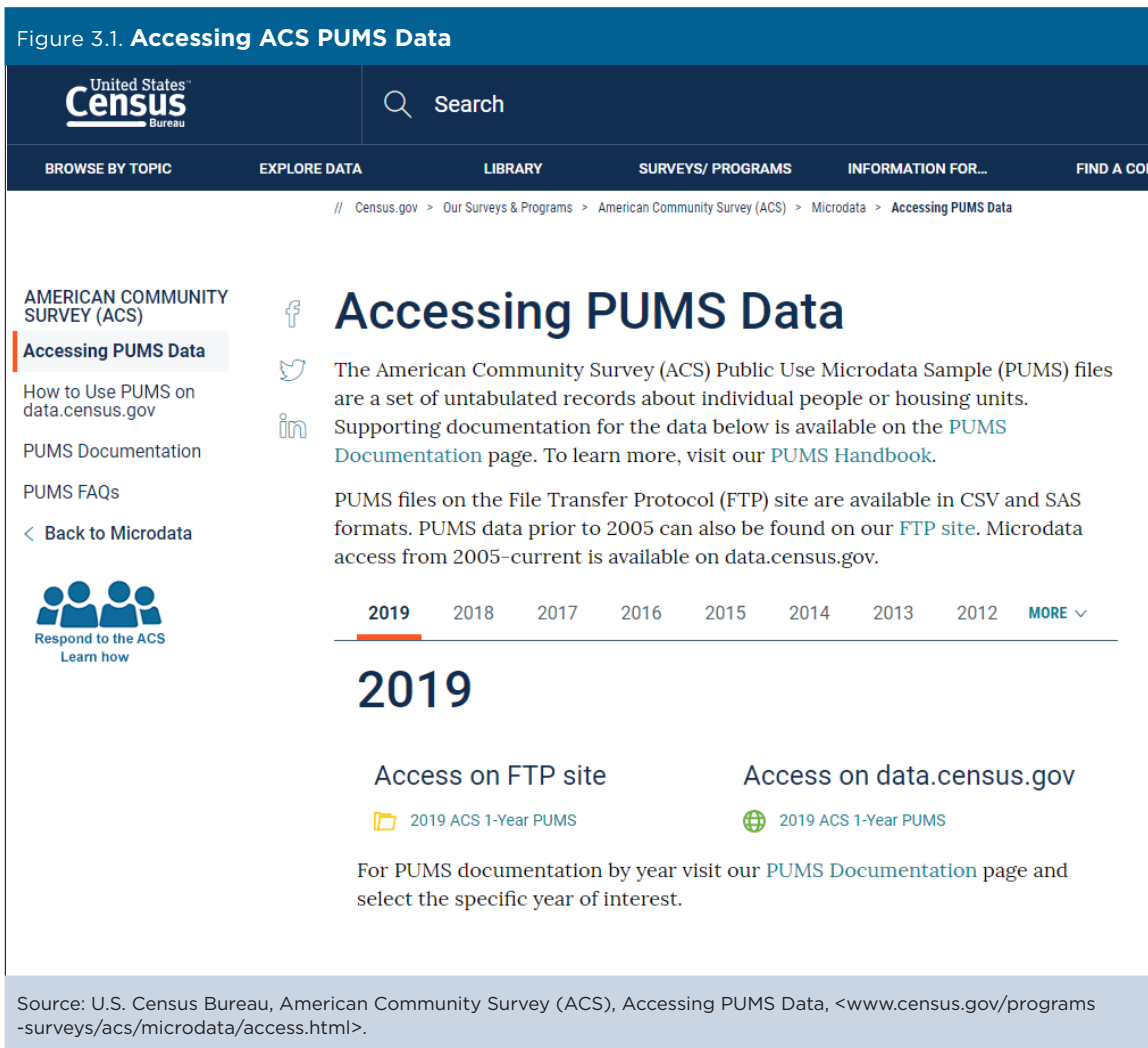 Figure 3.1. Accessing ACS PUMS Data
United States™
Census
Bureau
Search
BROWSE BY TOPIC
EXPLORE DATA
LIBRARY
SURVEYS/ PROGRAMS
INFORMATION FOR...
FIND A CO
// Census.gov > Our Surveys & Programs > American Community Survey (ACS) > Microdata > Accessing PUMS Data
AMERICAN COMMUNITY
SURVEY (ACS)
Accessing PUMS Data
How to Use PUMS on
data.census.gov
PUMS Documentation
PUMS FAQs
< Back to Microdata
Respond to the ACS
Learn how
Accessing PUMS Data
The American Community Survey (ACS) Public Use Microdata Sample (PUMS) files
are a set of untabulated records about individual people or housing units.
Supporting documentation for the data below is available on the PUMS
Documentation page. To learn more, visit our PUMS Handbook.
PUMS files on the File Transfer Protocol (FTP) site are available in CSV and SAS
formats. PUMS data prior to 2005 can also be found on our FTP site. Microdata
access from 2005-current is available on data.census.gov.
2019 2018 2017 2016 2015 2014 2013 2012 MORE
2019
Access on FTP site
2019 ACS 1-Year PUMS
Access on data.census.gov
2019 ACS 1-Year PUMS
For PUMS documentation by year visit our PUMS Documentation page and
select the specific year of interest.
Source: U.S. Census Bureau, American Community Survey (ACS), Accessing PUMS Data, <www.census.gov/programs
-surveys/acs/microdata/access.html>.